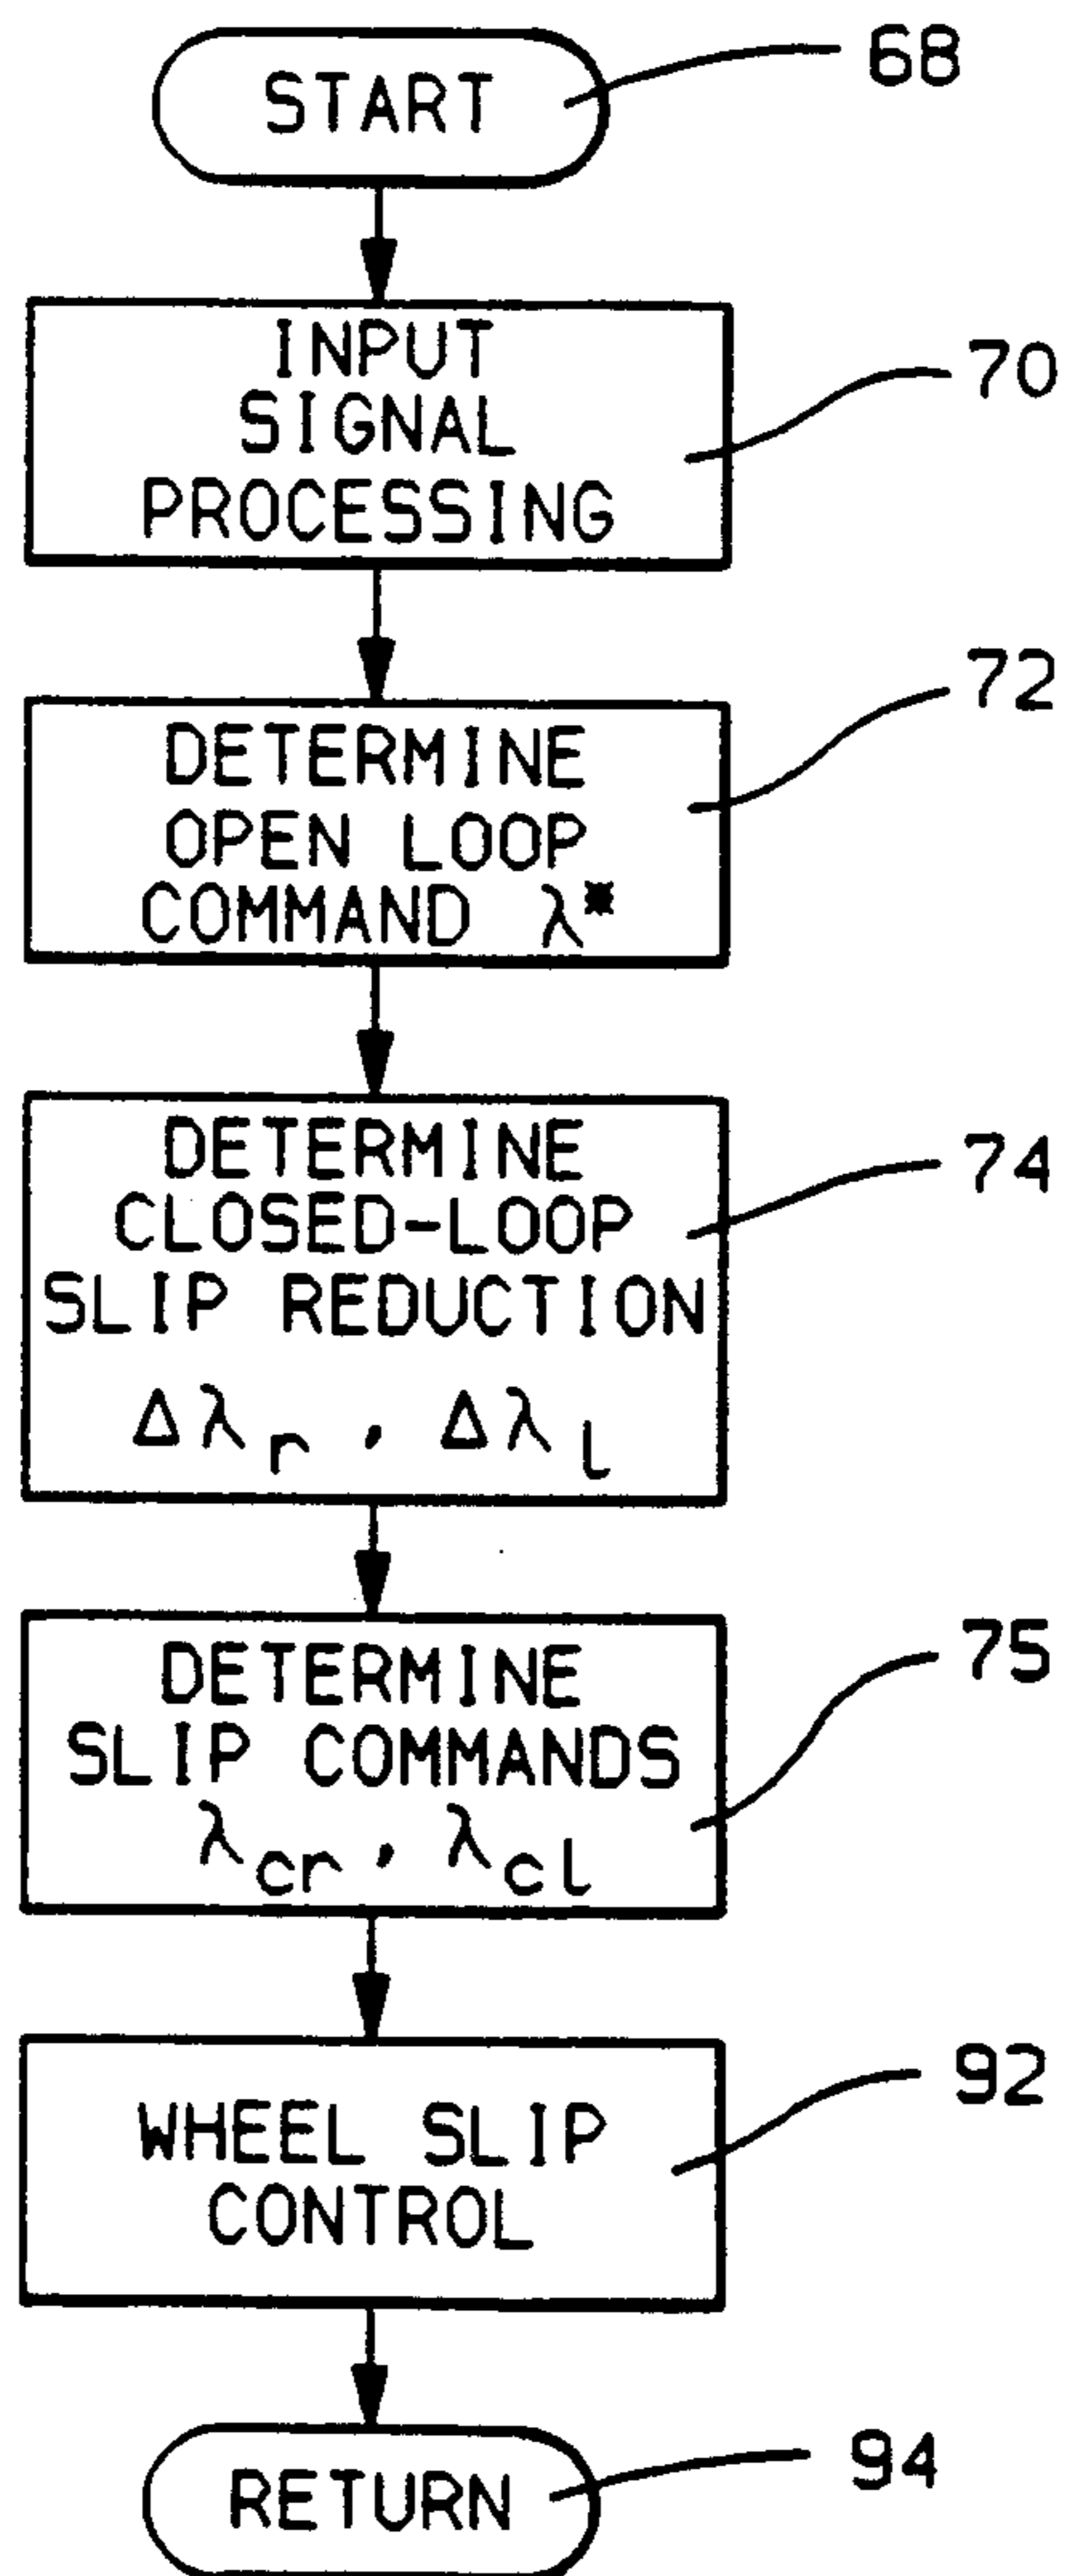 START
68
INPUT
SIGNAL
PROCESSING
70
DETERMINE
OPEN LOOP
COMMAND λ*
72
DETERMINE
CLOSED-LOOP
SLIP REDUCTION
Δλr , Δλl
74
DETERMINE
SLIP COMMANDS
λcr , λcl
75
WHEEL SLIP
CONTROL
92
RETURN
94